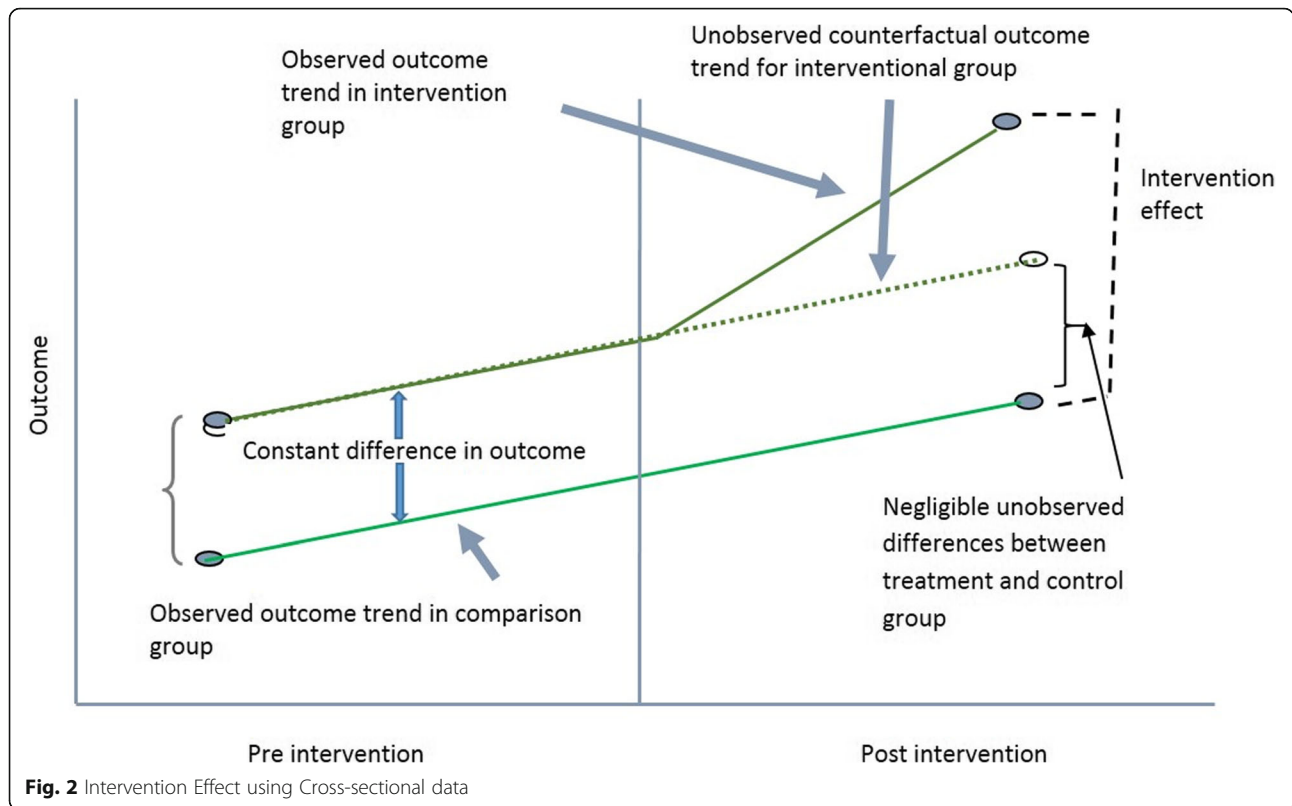 Observed outcome
trend in intervention
group
Unobserved counterfactual outcome
trend for interventional group
Intervention
effect
Outcome
Constant difference in outcome
Negligible unobserved
differences between
treatment and control
group
Observed outcome trend in comparison
group
Pre intervention
Post intervention
Fig. 2 Intervention Effect using Cross-sectional data